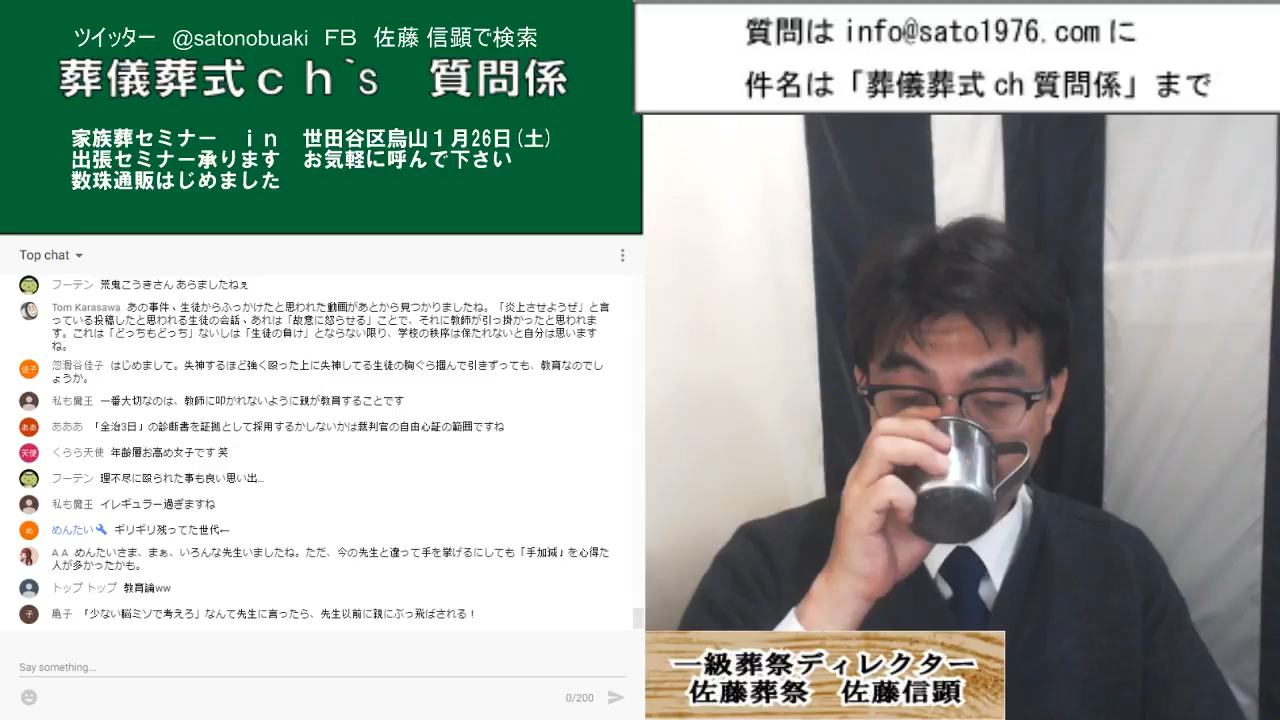 ツイッター　@satonobuaki　ＦＢ　佐藤 信顕で検索
葬儀葬式ｃｈ`s　質問係
家族葬セミナー　ｉｎ　世田谷区烏山１月26日(土)
出張セミナー承ります　お気軽に呼んで下さい
数珠通販はじめました
質問は info@sato1976.com に
件名は「葬儀葬式 ch 質問係」まで
Top chat
フーテン 荒鬼こうきさん あらましたねぇ
Tom Karasawa あの事件、生徒からふっかけたと思われた動画があとから見つかりましたね。「炎上させようぜ」と言
っている投稿したと思われる生徒の会話、あれは「故意に怒らせる」ことで、それに教師が引っ掛かったと思われま
す。これは「どっちもどっち」ないしは「生徒の負け」とならない限り、学校の秩序は保たれないと自分は思います
ね。
忽滑谷佳子 はじめまして。失神するほど強く殴った上に失神してる生徒の胸ぐら掴んで引きずっても、教育なのでし
ょうか。
私も魔王 一番大切なのは、教師に叩かれないように親が教育することです
あああ 「全治3日」の診断書を証拠として採用するかしないかは裁判官の自由心証の範囲ですね
くらら天使 年齢層お高め女子です 笑
フーテン 理不尽に殴られた事も良い思い出...
私も魔王 イレギュラー過ぎますね
めんたい ギリギリ残ってた世代←
A A めんたいさま、まぁ、いろんな先生いましたね。ただ、今の先生と違って手を挙げるにしても「手加減」を心得た
人が多かったかも。
トップ トップ 教育論ww
亀子 「少ない脳ミソで考えろ」なんて先生に言ったら、先生以前に親にぶっ飛ばされる！
Say something...
0/200
一級葬祭ディレクター
佐藤葬祭　佐藤信顕